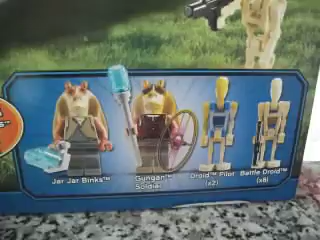 Jar Jar Binks™
Gungan™
Soldier
Droid™ Pilot
(x2)
Battle Droid™
(x8)